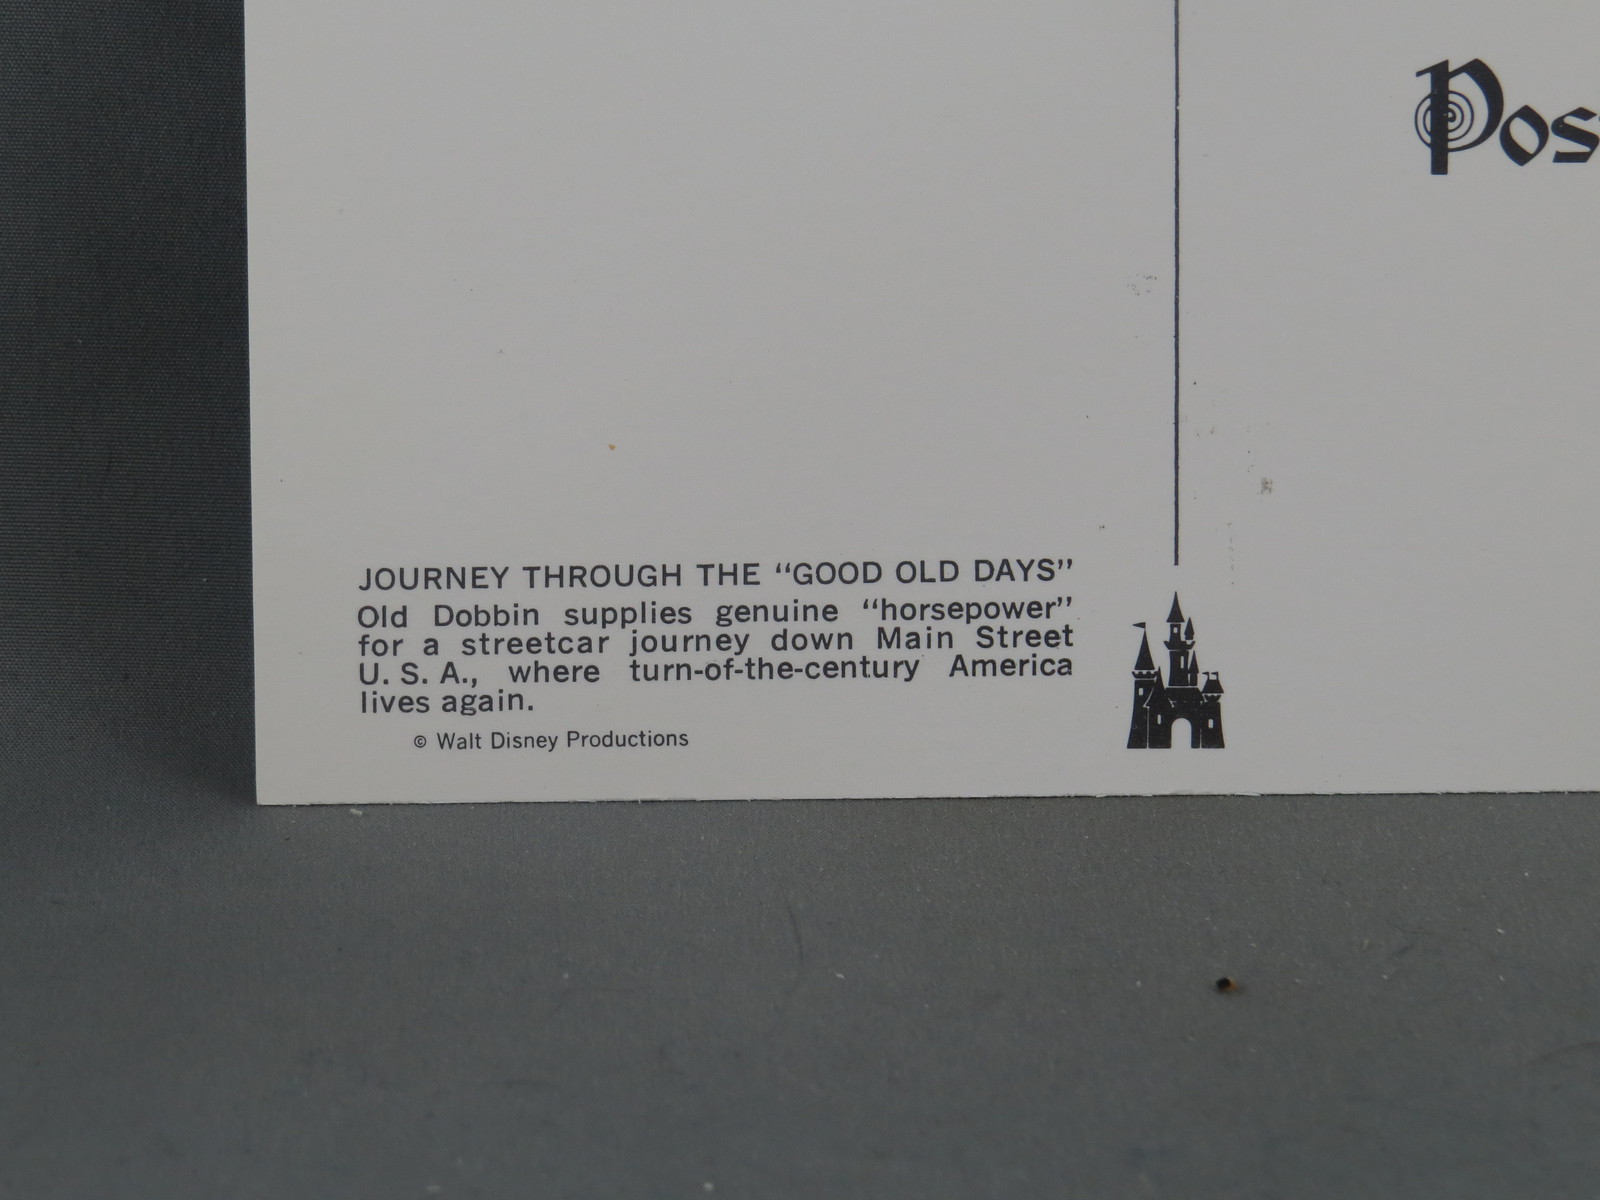 Pos
JOURNEY THROUGH THE “GOOD OLD DAYS”
Old Dobbin supplies genuine “horsepower”
for a streetcar journey down Main Street
U. S. A., where turn-of-the-century America
lives again.
© Walt Disney Productions